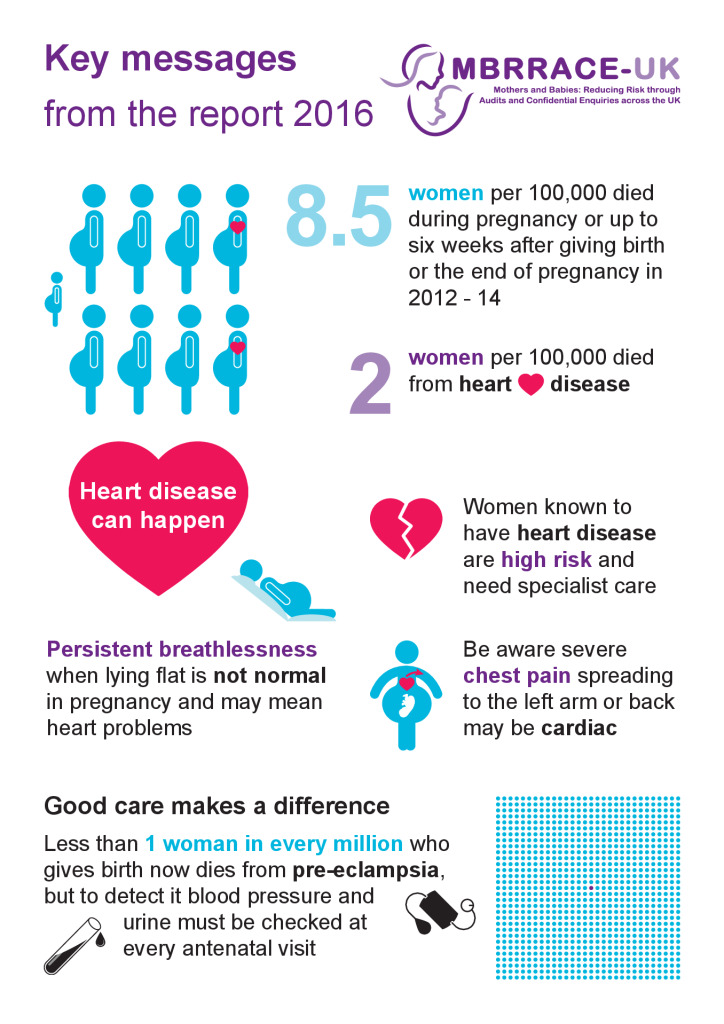 Key messages
from the report 2016
MBRRACE-UK
Mothers and Babies: Reducing Risk through
Audits and Confidential Enquiries across the UK
8.5
women per 100,000 died
during pregnancy or up to
six weeks after giving birth
or the end of pregnancy in
2012 - 14
2
women per 100,000 died
from heart disease
Heart disease
can happen
Women known to
have heart disease
are high risk and
need specialist care
Persistent breathlessness
when lying flat is not normal
in pregnancy and may mean
heart problems
Be aware severe
chest pain spreading
to the left arm or back
may be cardiac
Good care makes a difference
Less than 1 woman in every million who
gives birth now dies from pre-eclampsia,
but to detect it blood pressure and
urine must be checked at
every antenatal visit